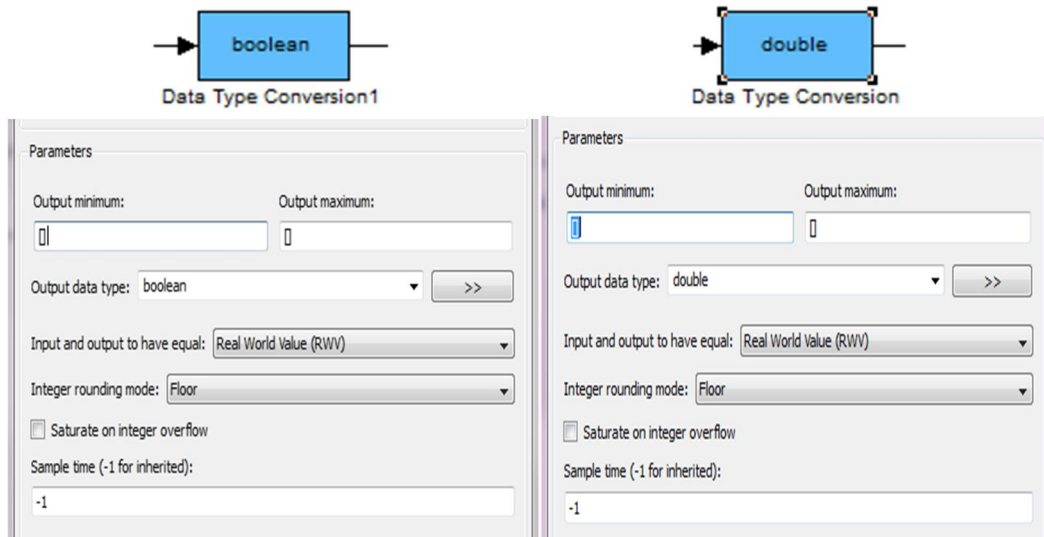 boolean
Data Type Conversion1
Parameters
Output minimum:
Output maximum:
[]
[]
Output data type: boolean
>>
Input and output to have equal: Real World Value (RWV)
Integer rounding mode: Floor
Saturate on integer overflow
Sample time (-1 for inherited):
-1
double
Data Type Conversion
Parameters
Output minimum:
Output maximum:
[]
[]
Output data type: double
>>
Input and output to have equal: Real World Value (RWV)
Integer rounding mode: Floor
Saturate on integer overflow
Sample time (-1 for inherited):
-1